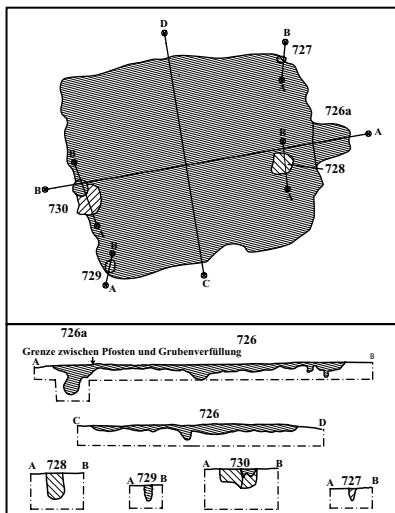 D
B
727
A
726a
B
A
728
B
B
730
A
A
B
729
A
C
726a
726
Grenze zwischen Pfosten und Grubenverfüllung
A
B
726
C
D
A 728 B
A 729 B
A 730 B
A 727 B